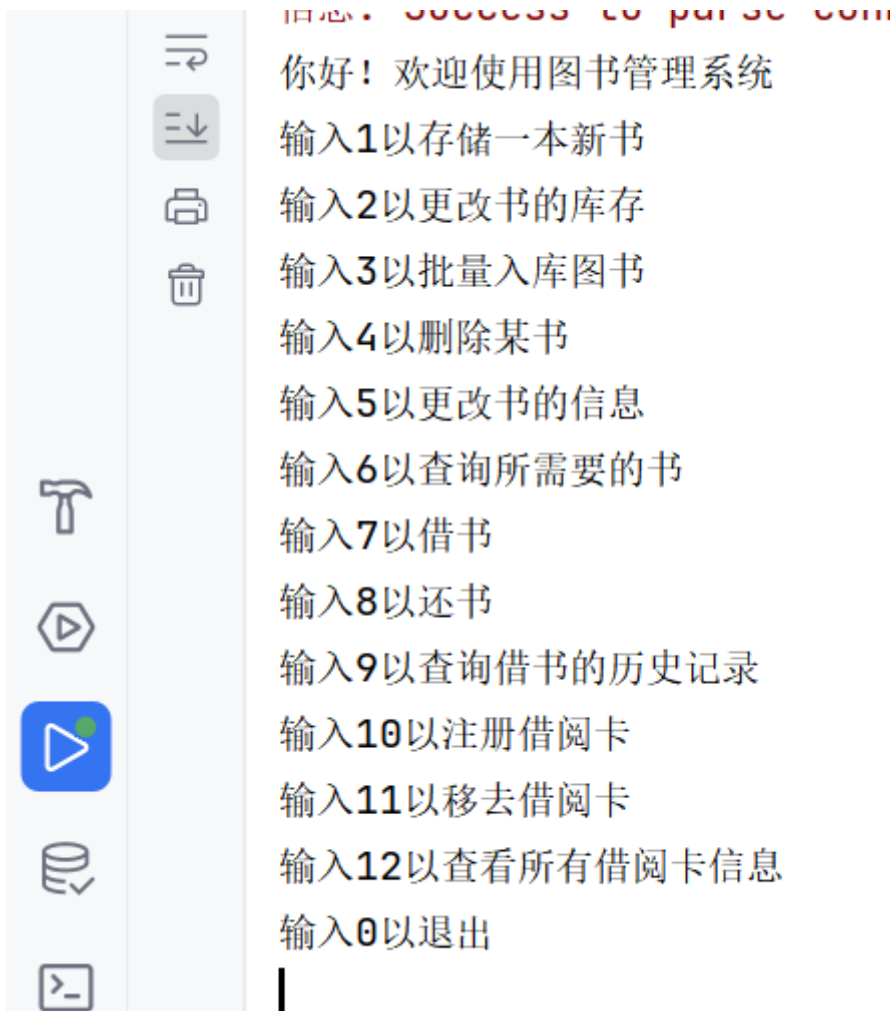 信息: Success to parse con
你好！欢迎使用图书管理系统
输入1以存储一本新书
输入2以更改书的库存
输入3以批量入库图书
输入4以删除某书
输入5以更改书的信息
输入6以查询所需要的书
输入7以借书
输入8以还书
输入9以查询借书的历史记录
输入10以注册借阅卡
输入11以移去借阅卡
输入12以查看所有借阅卡信息
输入0以退出